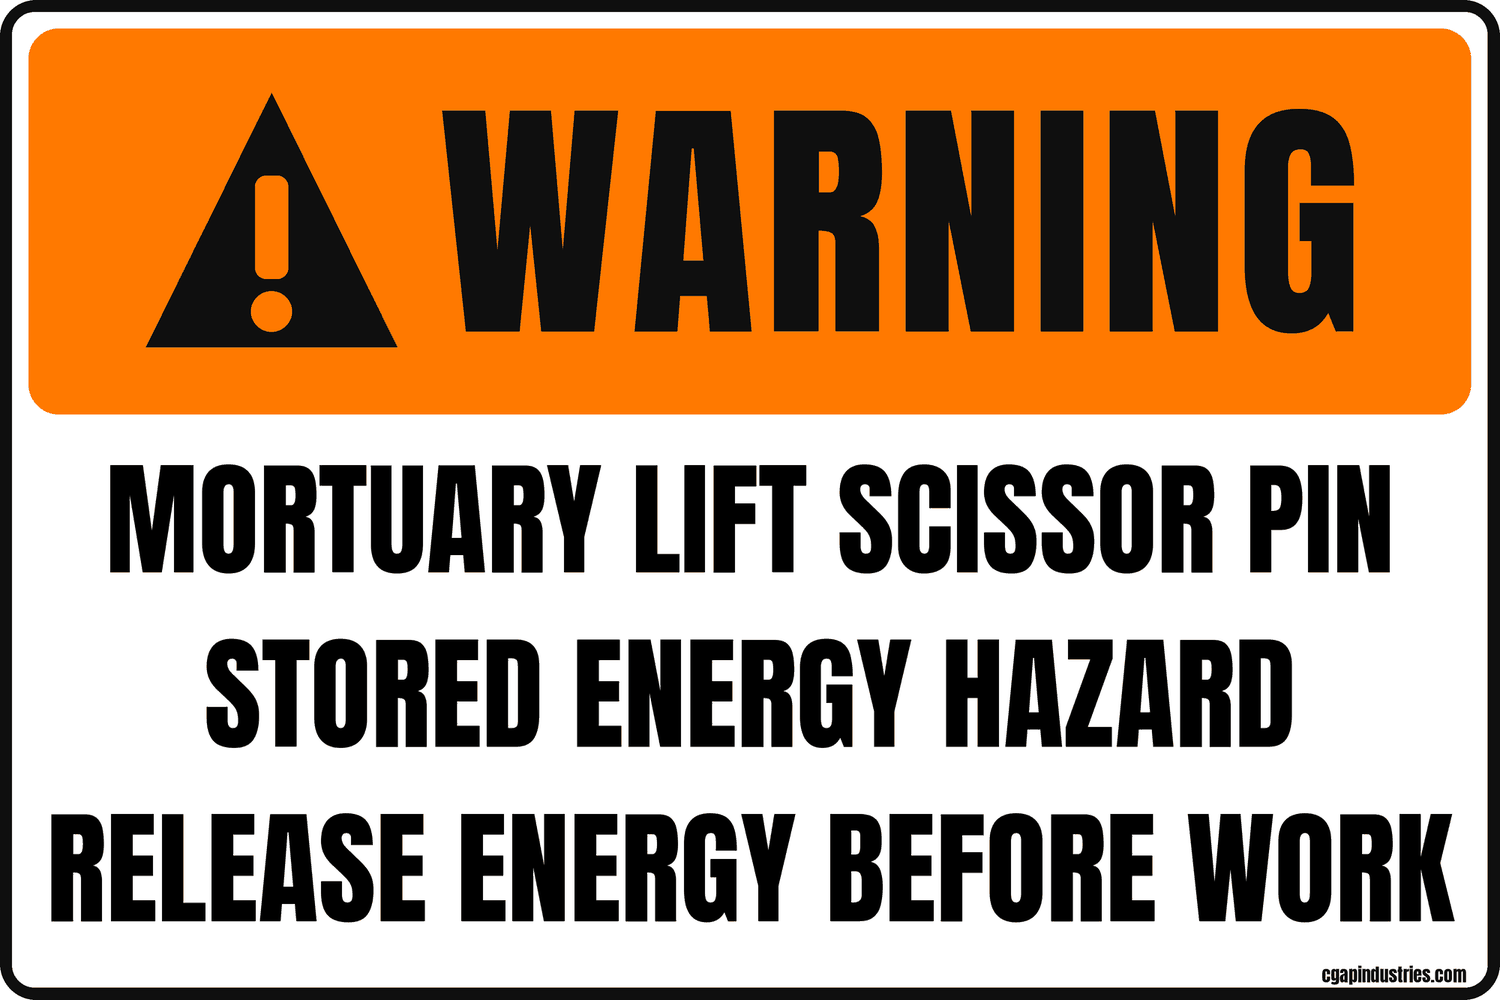 WARNING
MORTUARY LIFT SCISSOR PIN
STORED ENERGY HAZARD
RELEASE ENERGY BEFORE WORK
cgapindustries.com